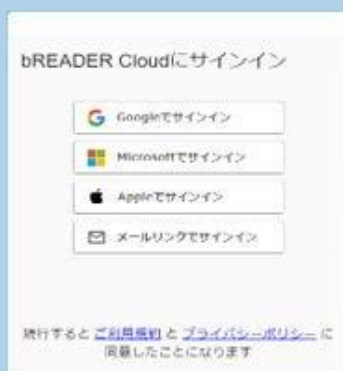 bREADER Cloudにサインイン
Googleでサインイン
Microsoftでサインイン
Appleでサインイン
メールリンクでサインイン
続行すると ご利用規約 と プライバシーポリシー に
同意したことになります